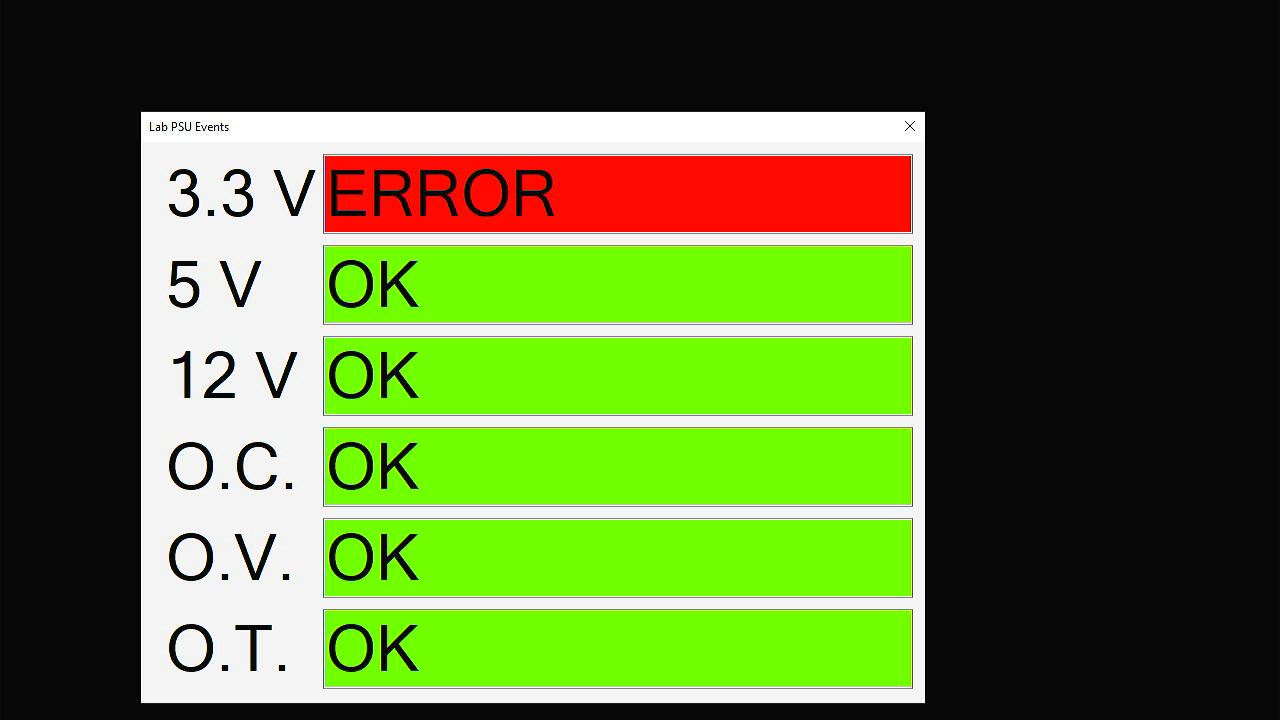 Lab PSU Events
3.3 V ERROR
5 V OK
12 V OK
O.C. OK
O.V. OK
O.T. OK